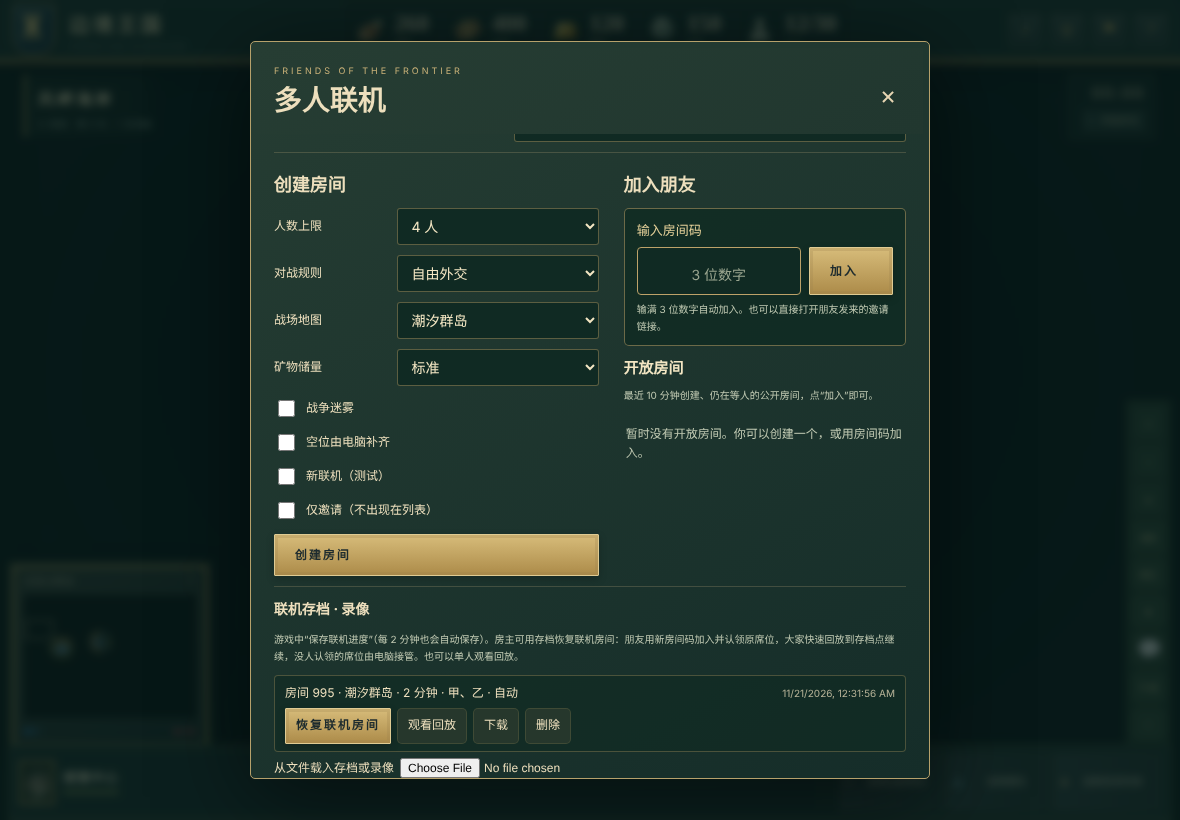 FRIENDS OF THE FRONTIER
多人联机
×
创建房间
人数上限
4 人
对战规则
自由外交
战场地图
潮汐群岛
矿物储量
标准
战争迷雾
空位由电脑补齐
新联机（测试）
仅邀请（不出现在列表）
创建房间
加入朋友
输入房间码
3 位数字
加入
输满 3 位数字自动加入。也可以直接打开朋友发来的邀请
链接。
开放房间
最近 10 分钟创建、仍在等人的公开房间，点“加入”即可。
暂时没有开放房间。你可以创建一个，或用房间码加
入。
联机存档 · 录像
游戏中“保存联机进度”（每 2 分钟也会自动保存）。房主可用存档恢复联机房间：朋友用新房间码加入并认领原席位，大家快速回放到存档点继
续，没人认领的席位由电脑接管。也可以单人观看回放。
房间 995 · 潮汐群岛 · 2 分钟 · 甲、乙 · 自动
11/21/2026, 12:31:56 AM
恢复联机房间
观看回放
下载
删除
从文件载入存档或录像 Choose File No file chosen